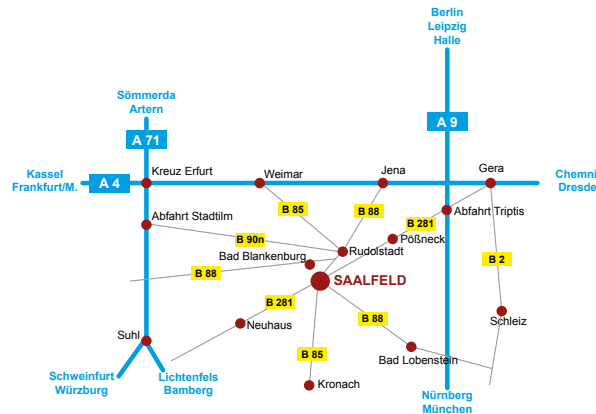 Berlin
Leipzig
Halle
Sömmerda
Artern
A 9
A 71
Kassel
Frankfurt/M.
A 4
Kreuz Erfurt
Weimar
Jena
Gera
Chemni
Dresde
B 85
B 88
B 281
Abfahrt Triptis
Abfahrt Stadtilm
B 90n
Pößneck
Rudolstadt
Bad Blankenburg
B 2
B 88
SAALFELD
B 281
B 88
Neuhaus
Schleiz
Suhl
B 85
Bad Lobenstein
Schweinfurt
Würzburg
Lichtenfels
Bamberg
Kronach
Nürnberg
München